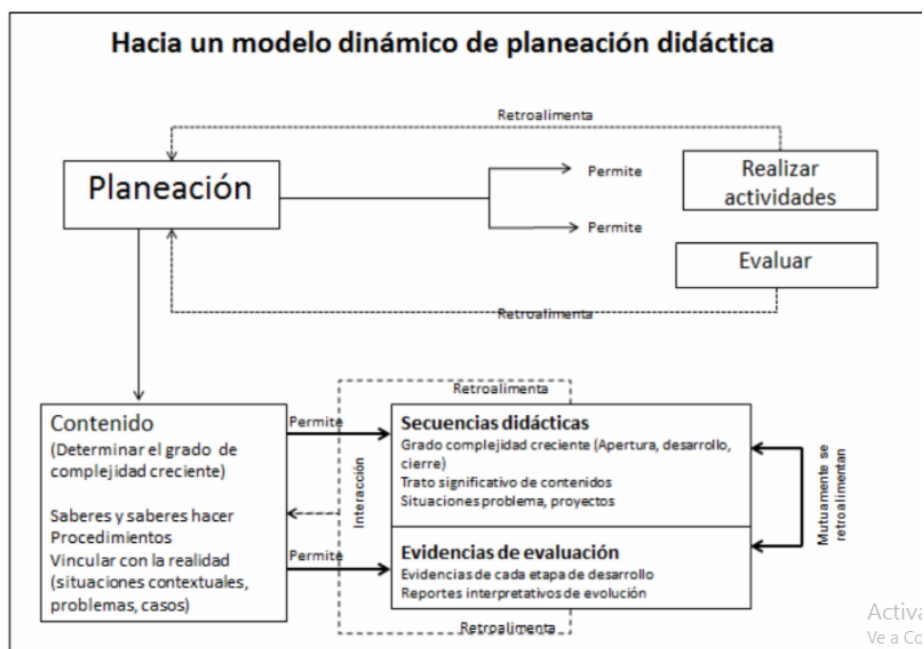 Hacia un modelo dinámico de planeación didáctica
Retroalimenta
Planeación
Permite
Permite
Realizar
actividades
Evaluar
Retroalimenta
Contenido
(Determinar el grado de
complejidad creciente)
Saberes y saberes hacer
Procedimientos
Vincular con la realidad
(situaciones contextuales,
problemas, casos)
Permite
Permite
Interacción
Retroalimenta
Secuencias didácticas
Grado complejidad creciente (Apertura, desarrollo,
cierre)
Trato significativo de contenidos
Situaciones problema, proyectos
Evidencias de evaluación
Evidencias de cada etapa de desarrollo
Reportes interpretativos de evolución
Retroalimenta
Mutuamente se
retroalimentan
Activa
Ve a Co